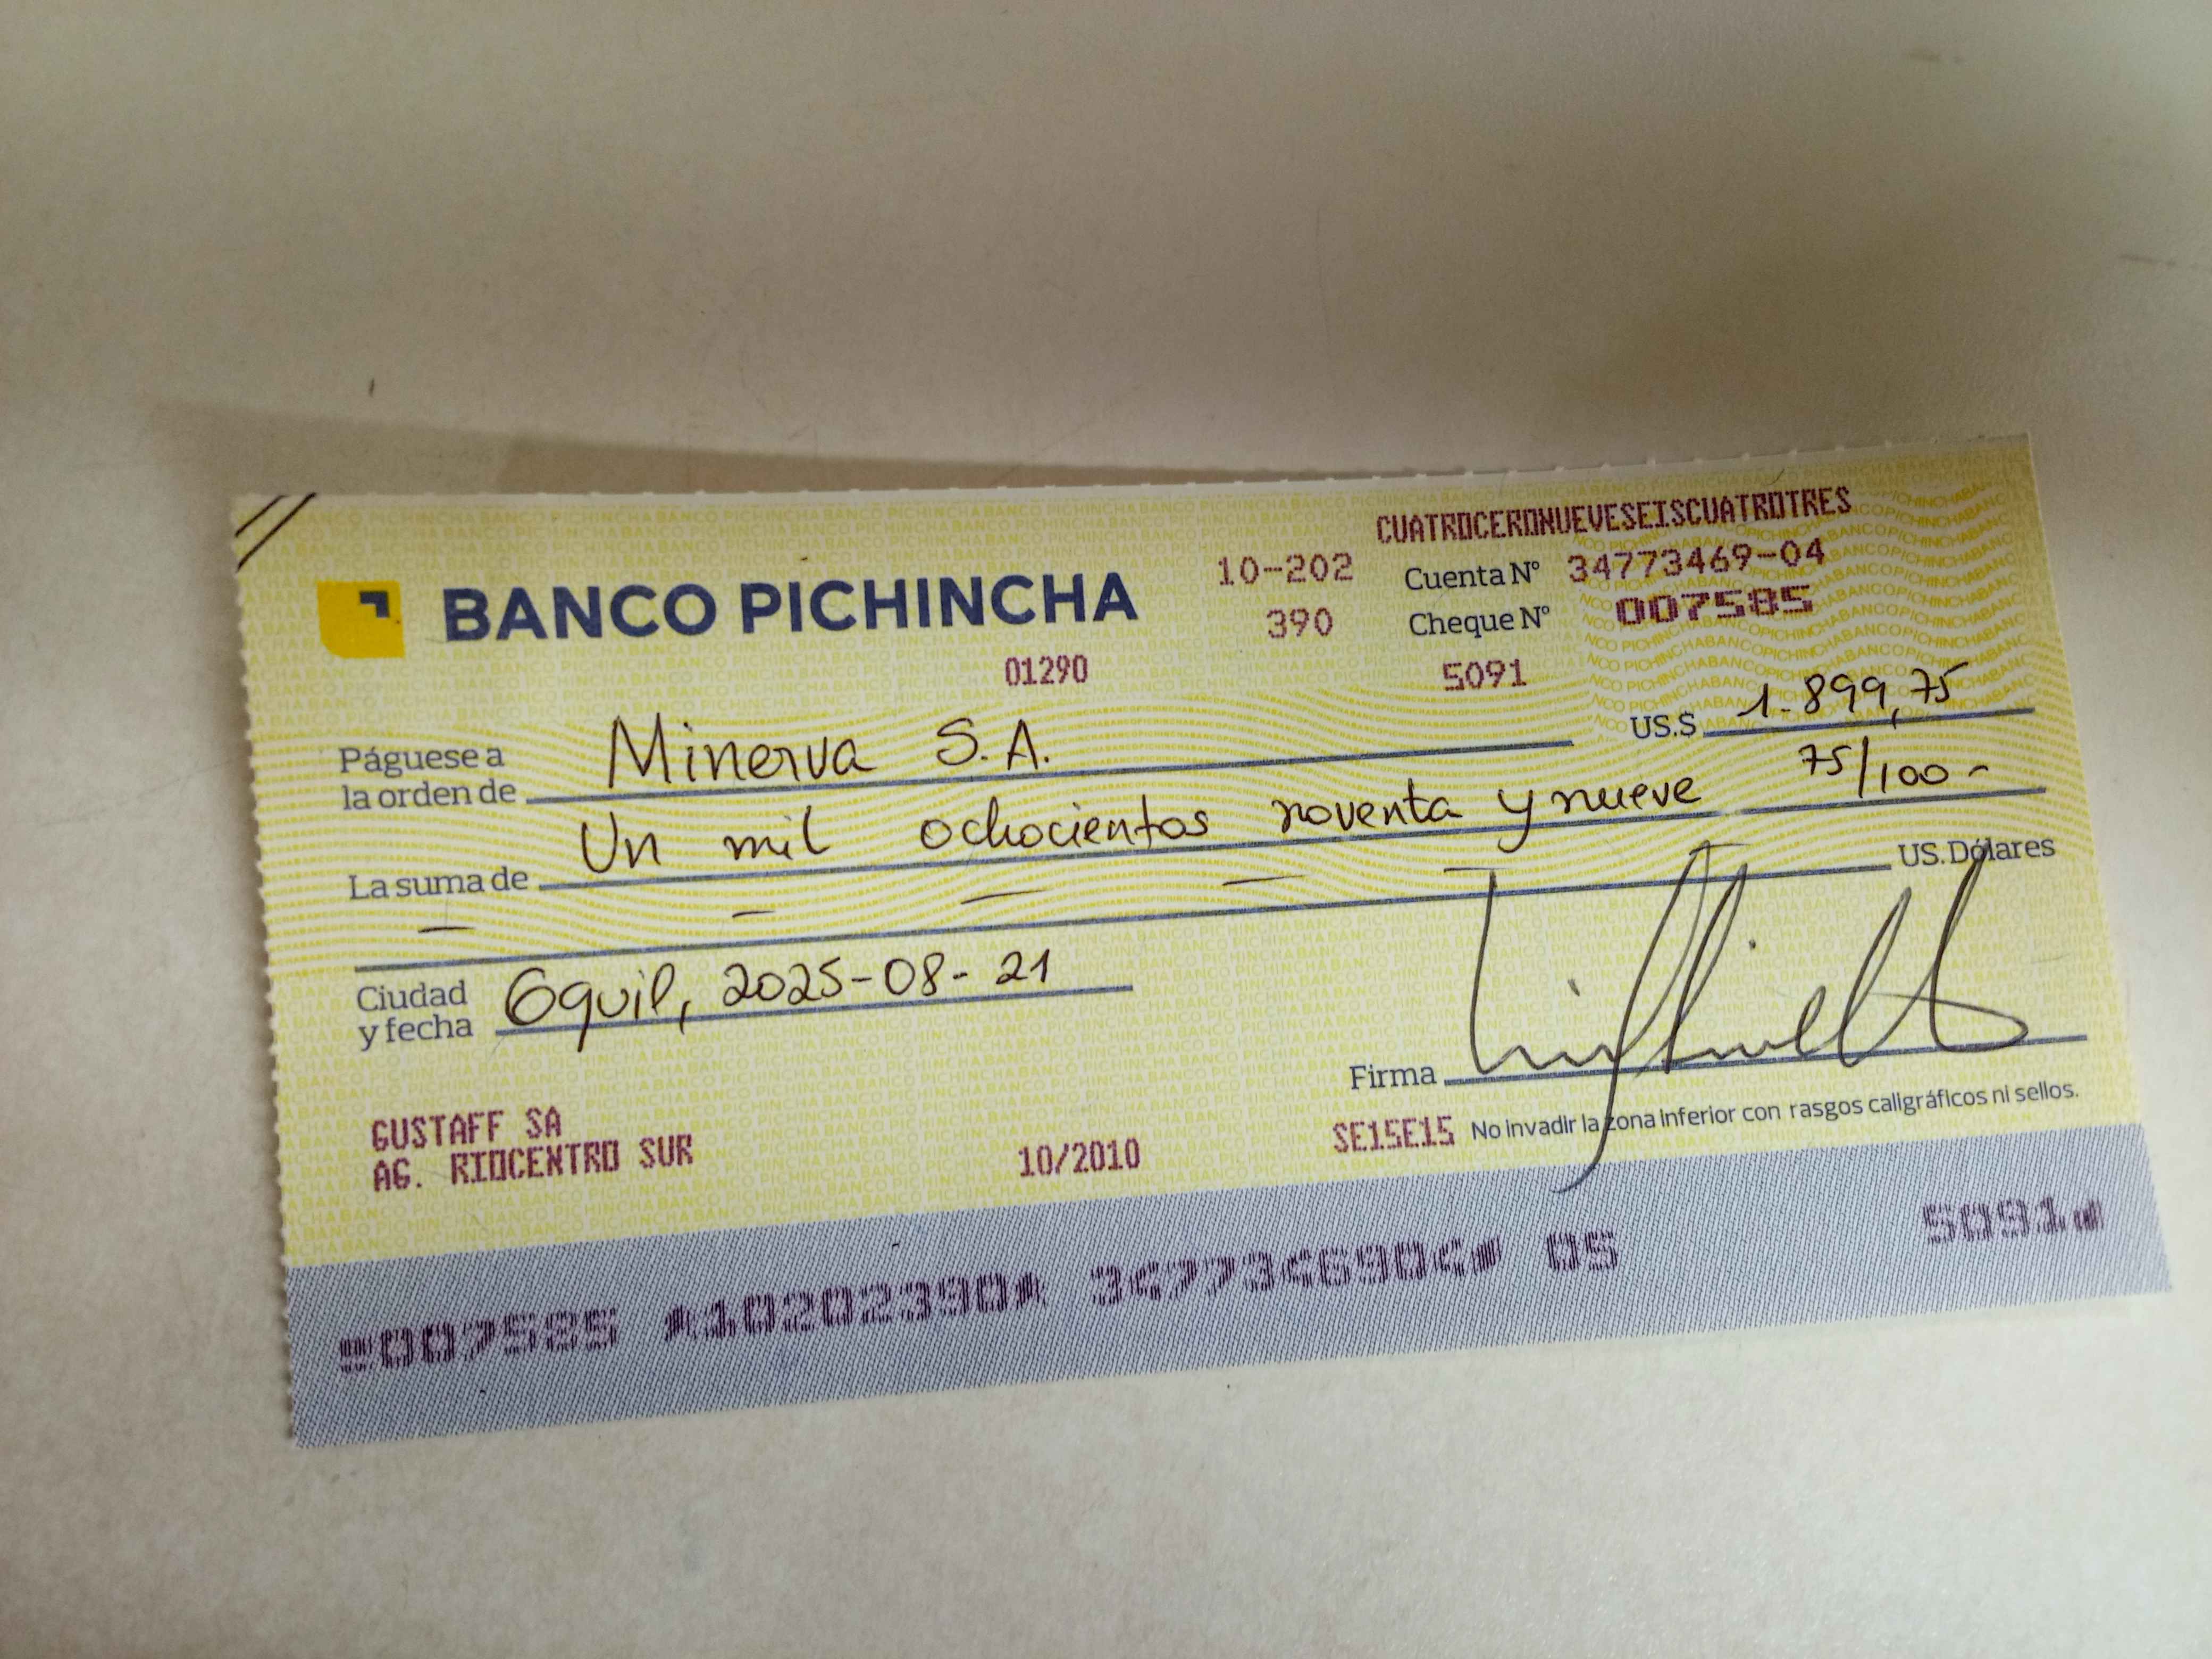 CUATROCERONUEVESEISCUATROTRES
BANCO PICHINCHA 10-202 Cuenta Nº 34773469-04
390 Cheque Nº 007585
01290 5091
Páguese a la orden de Minerva S.A. US.$ 1.899,75
La suma de Un mil ochocientos noventa y nueve 75/100-
US.Dólares
Ciudad y fecha Gquil, 2025-08-21
Firma
GUSTAFF SA
AG. RIOCENTRO SUR 10/2010 SE15E15 No invadir la zona inferior con rasgos caligráficos ni sellos.
007585 10202390 3477346904 05 5091